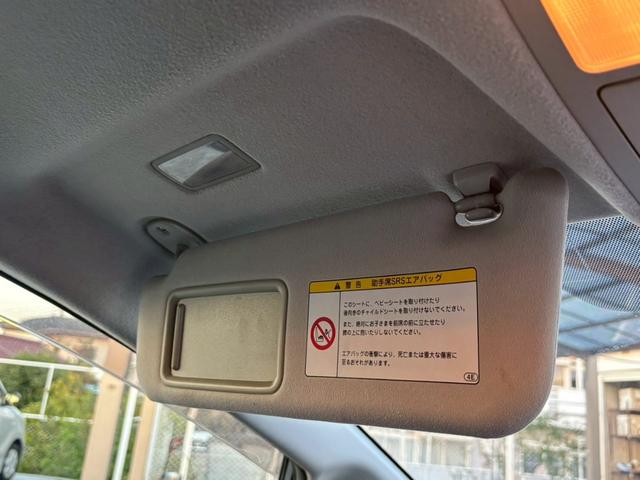 ⚠ 警告 助手席SRSエアバッグ
このシートに、ベビーシートを取り付けたり
後向きのチャイルドシートを取り付けないでください。
また、絶対にお子さまを前席の前に立たせたり
膝の上に抱いたりしないでください。
エアバッグの衝撃により、死亡または重大な傷害に
至るおそれがあります。
4E